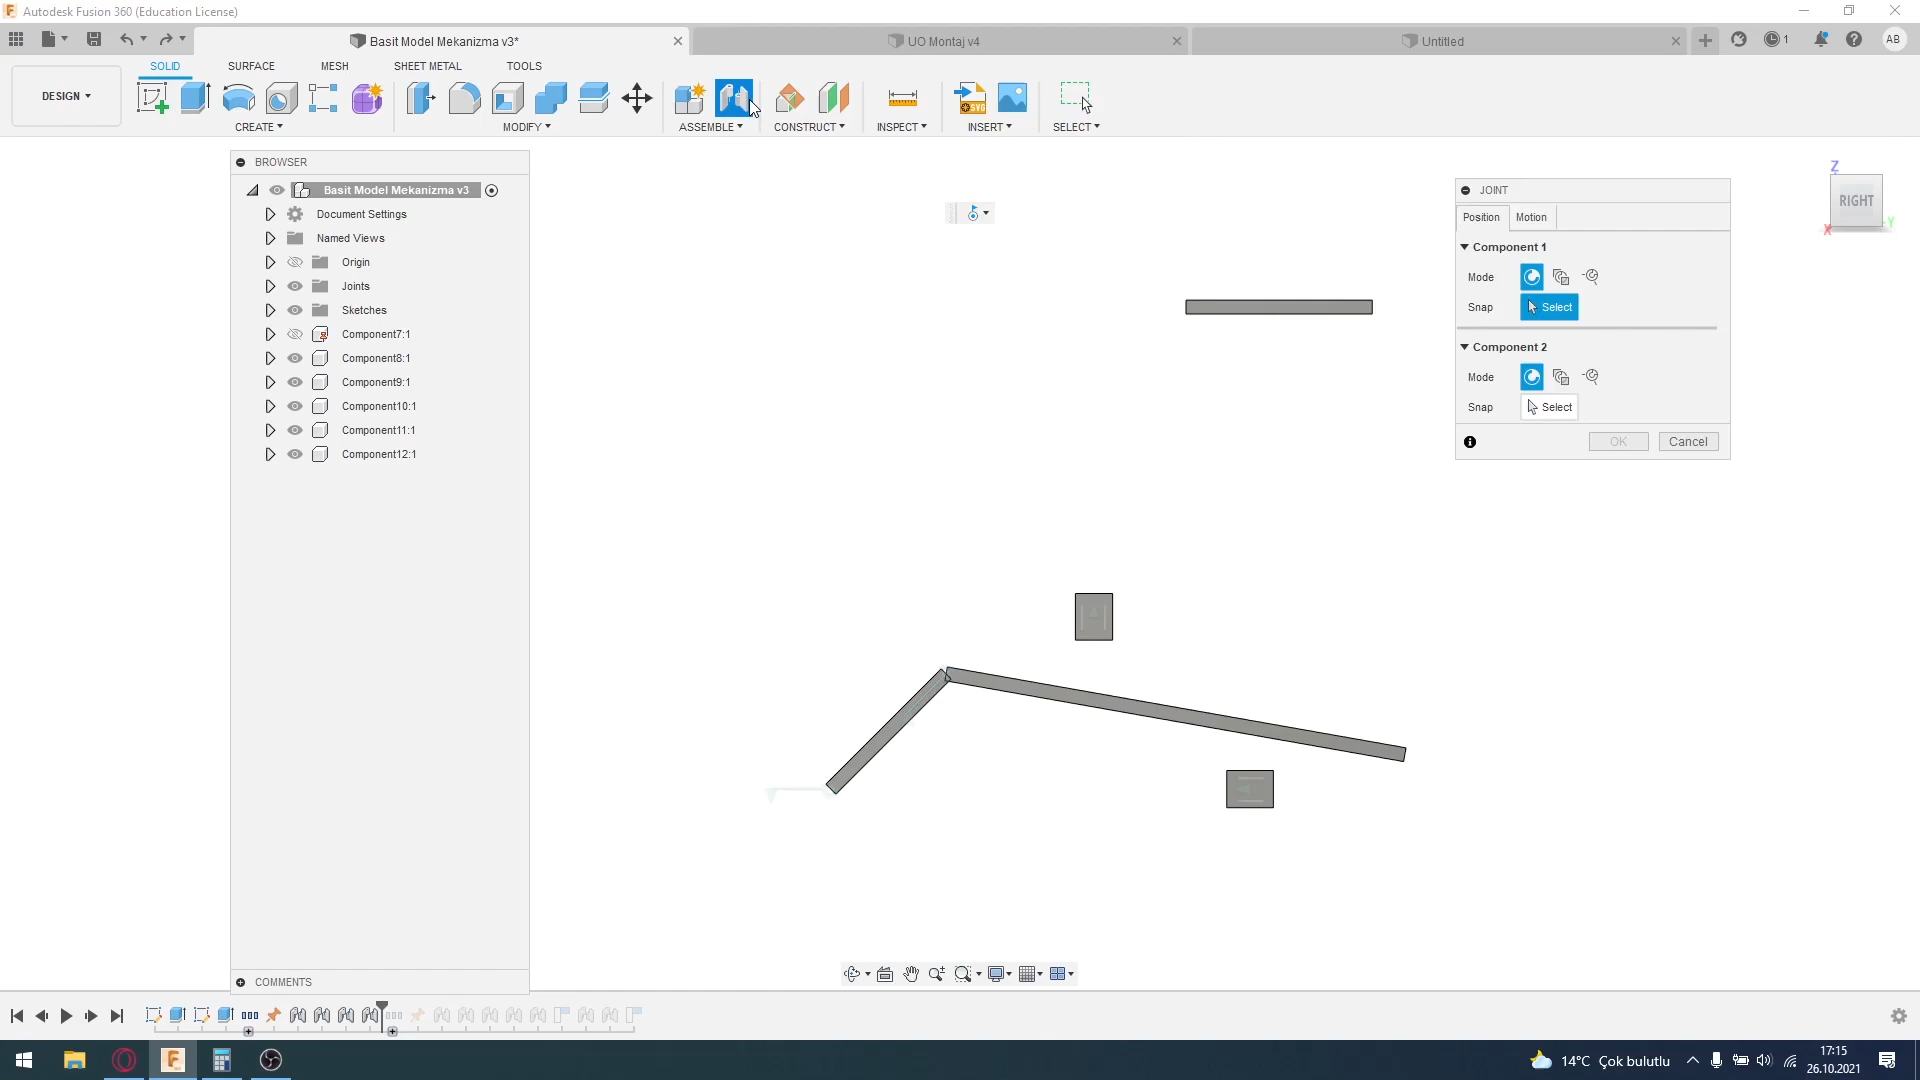 Autodesk Fusion 360 (Education License)
Basit Model Mekanizma v3*
UO Montaj v4
Untitled
1
AB
DESIGN
SOLID
SURFACE
MESH
SHEET METAL
TOOLS
CREATE
MODIFY
ASSEMBLE
CONSTRUCT
INSPECT
INSERT
SELECT
SVG
BROWSER
Basit Model Mekanizma v3
Document Settings
Named Views
Origin
Joints
Sketches
Component7:1
Component8:1
Component9:1
Component10:1
Component11:1
Component12:1
COMMENTS
JOINT
Position
Motion
Component 1
Mode
Snap
Select
Component 2
Mode
Snap
Select
OK
Cancel
Z
RIGHT
X
Y
14°C Çok bulutlu
17:15
26.10.2021